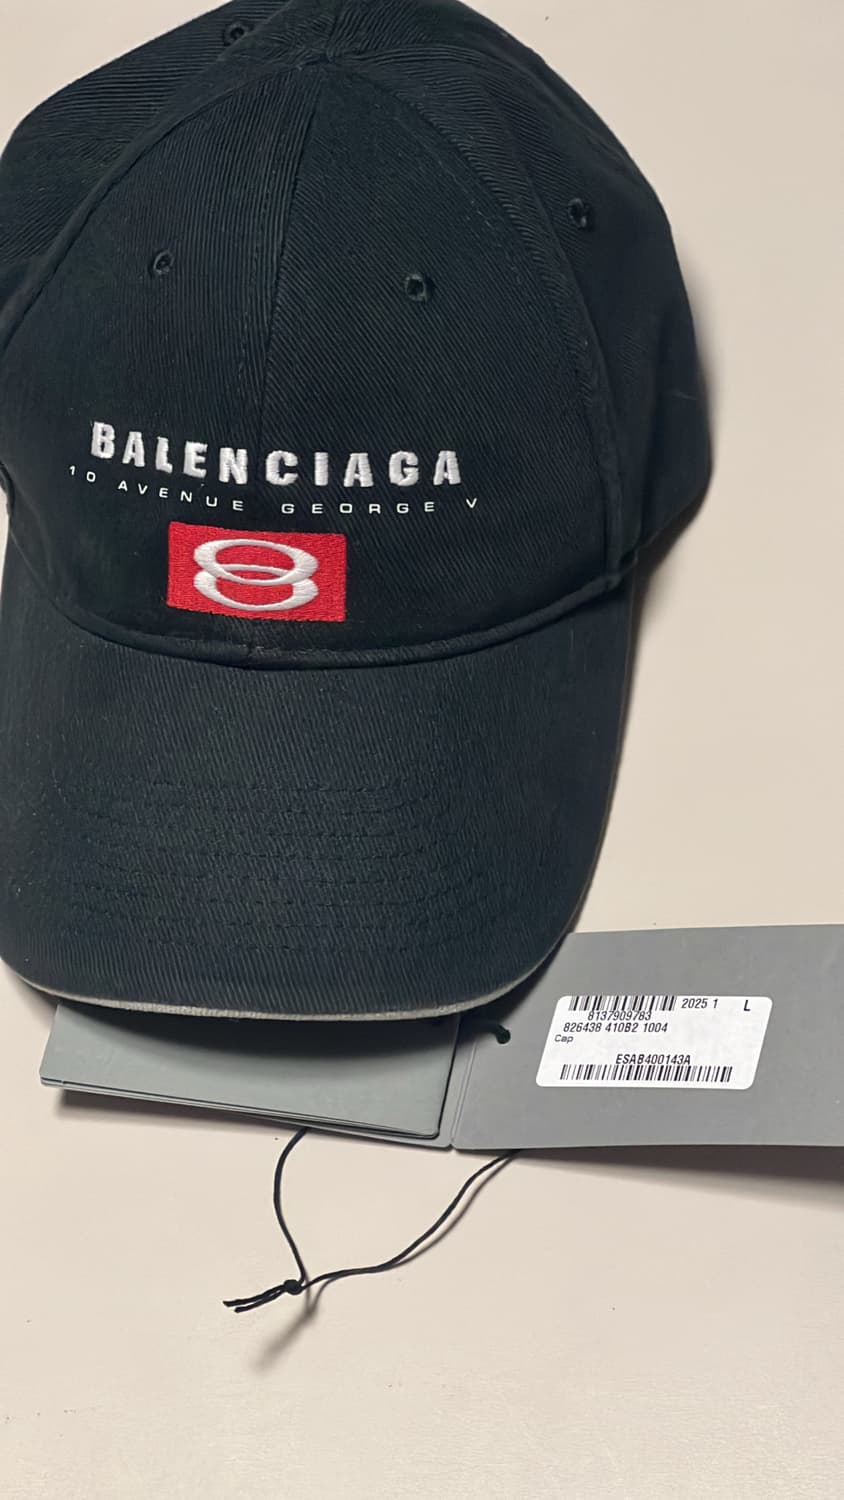 BALENCIAGA
10 AVENUE GEORGE V
2025 1 L
8137909783
826438 410B2 1004
Cap
ESAB400143A